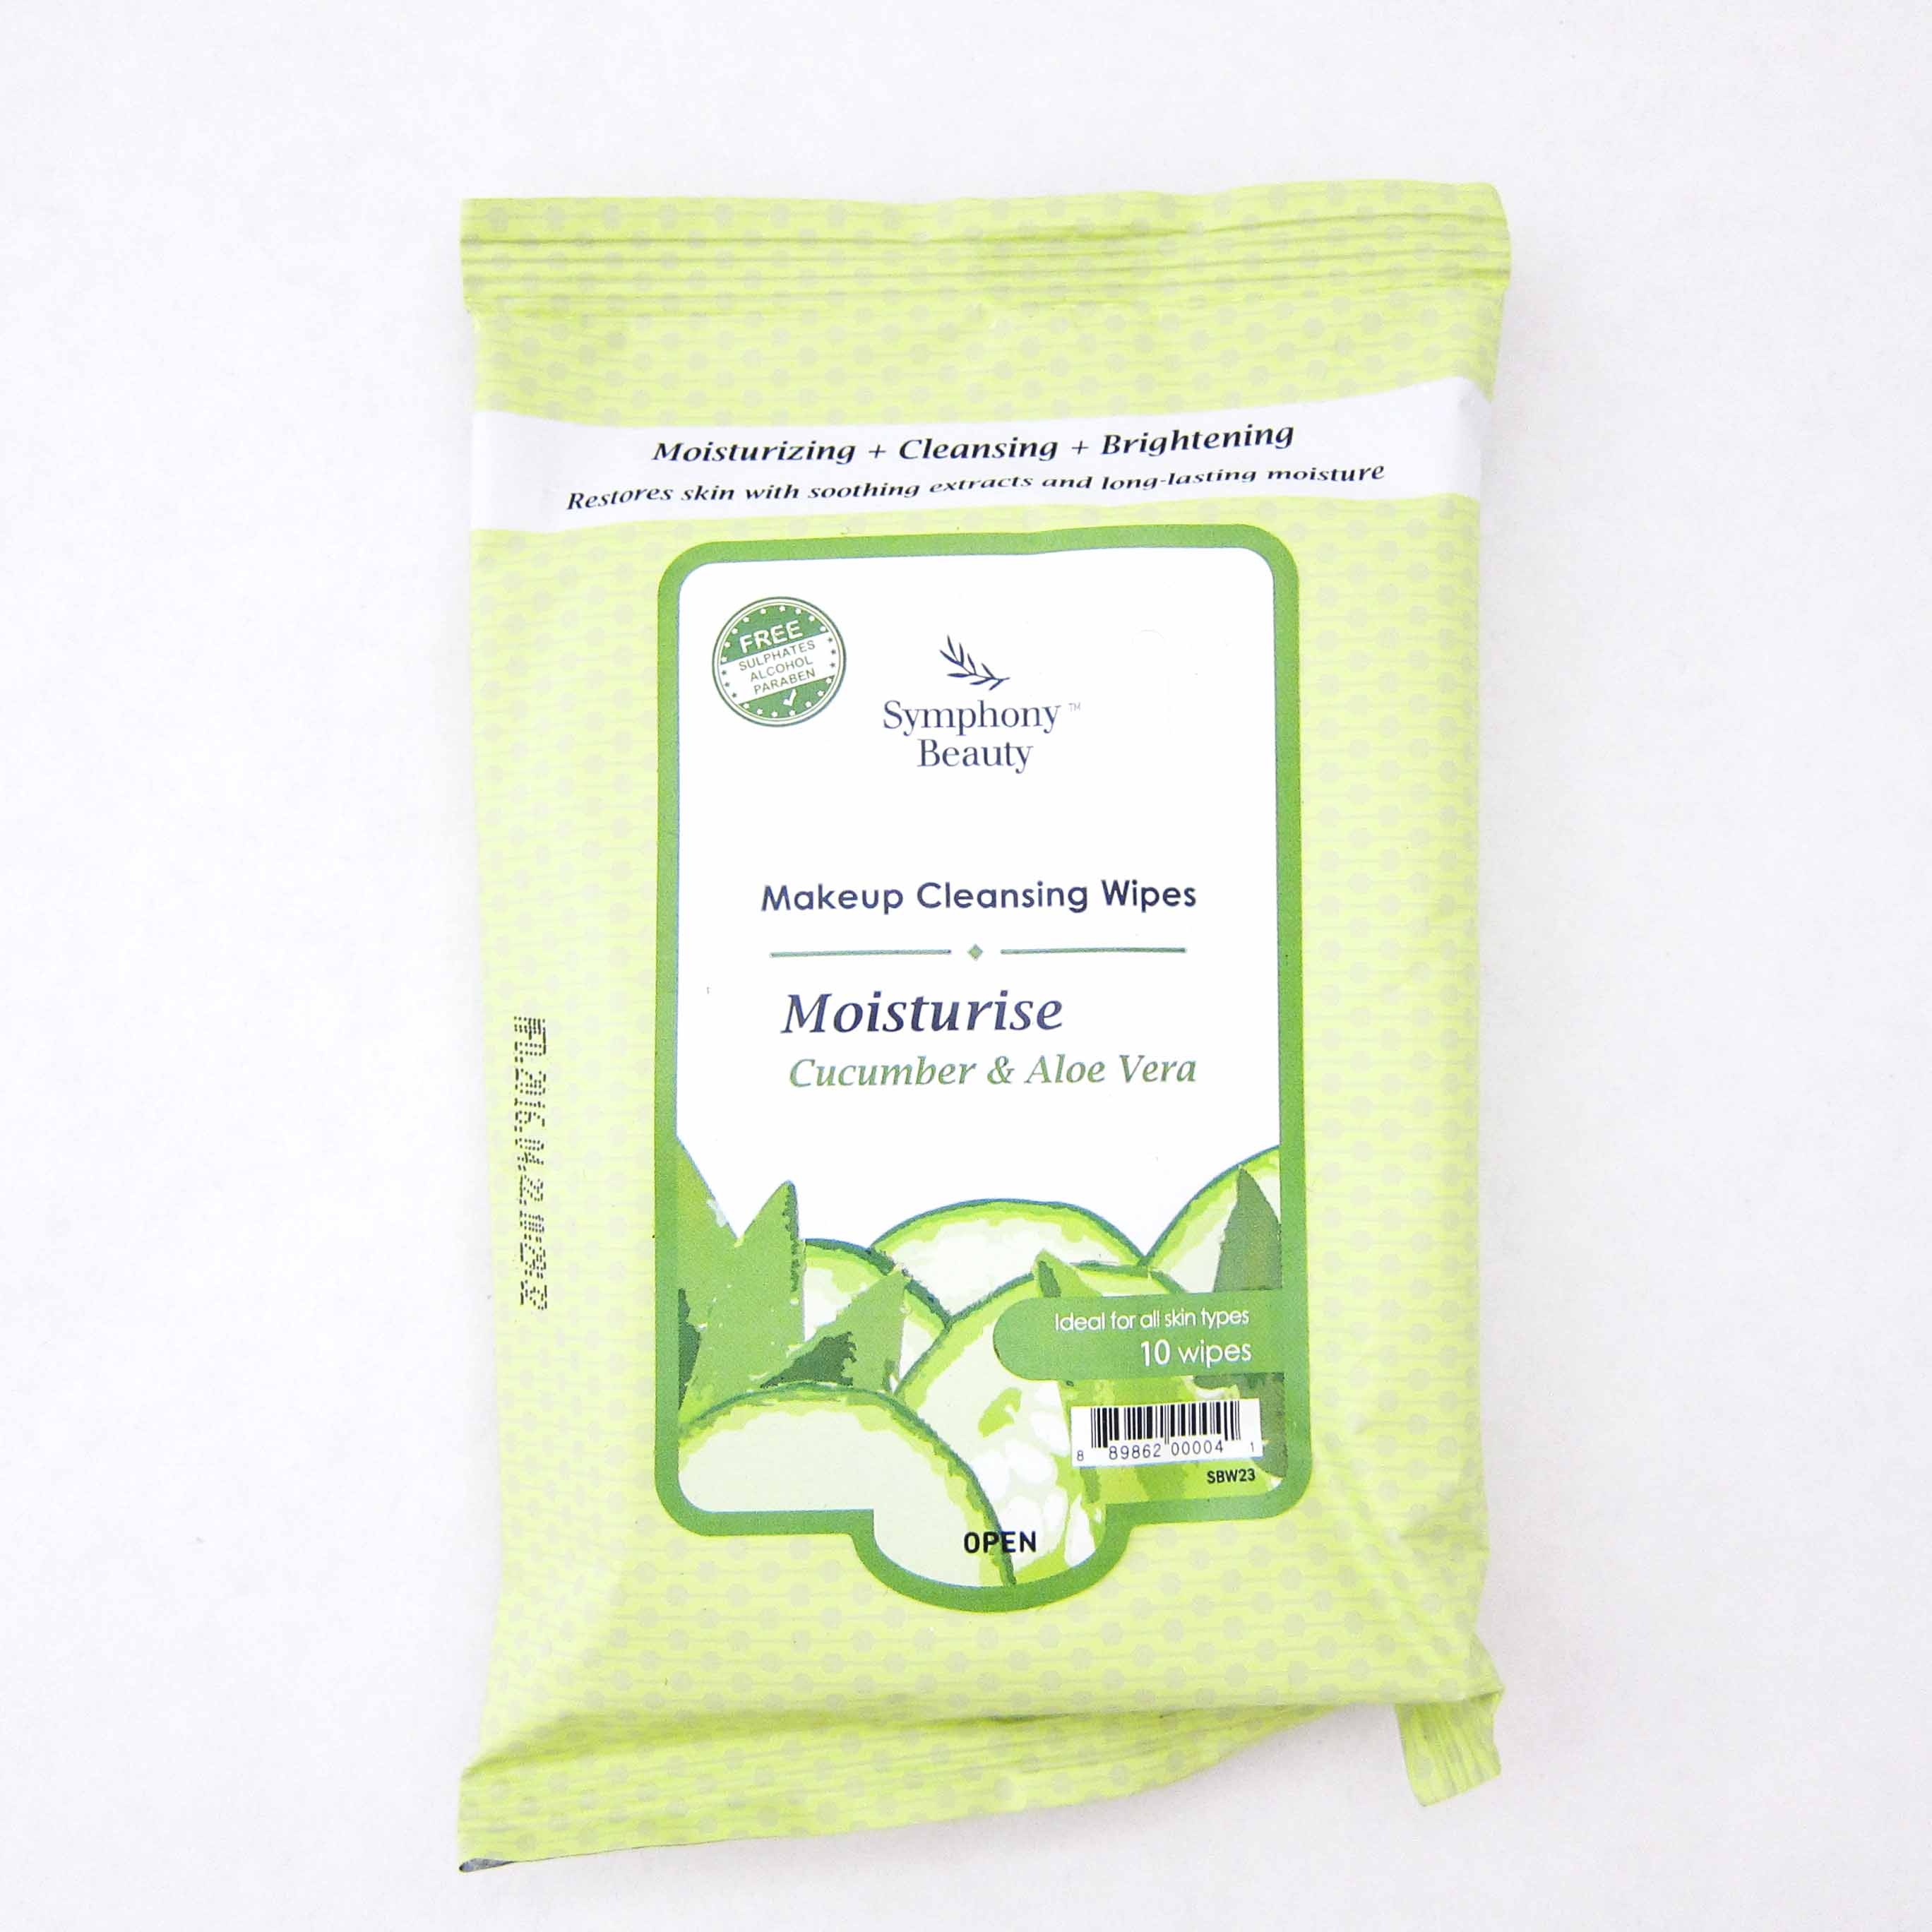 Moisturizing + Cleansing + Brightening
Restores skin with soothing extracts and long-lasting moisture
FREE
SULPHATES
ALCOHOL
PARABEN
Symphony™
Beauty
Makeup Cleansing Wipes
Moisturise
Cucumber & Aloe Vera
Ideal for all skin types
10 wipes
8 89862 00004 1
SBW23
OPEN